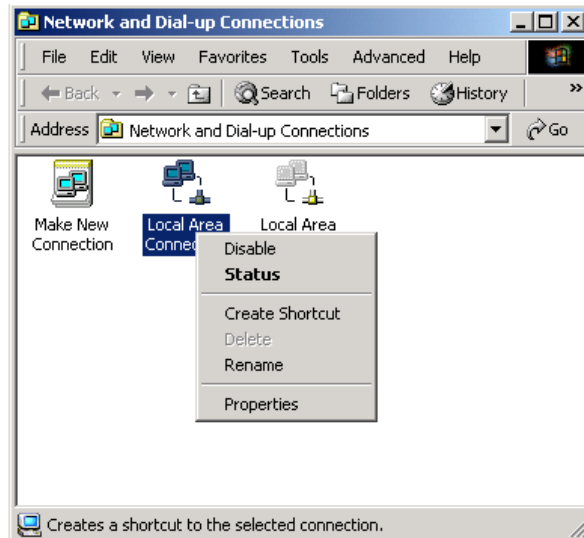 Network and Dial-up Connections
File Edit View Favorites Tools Advanced Help
Back Search Folders History »
Address Network and Dial-up Connections Go
Make New Connection
Local Area
Local Area
Disable
Status
Create Shortcut
Delete
Rename
Properties
Creates a shortcut to the selected connection.